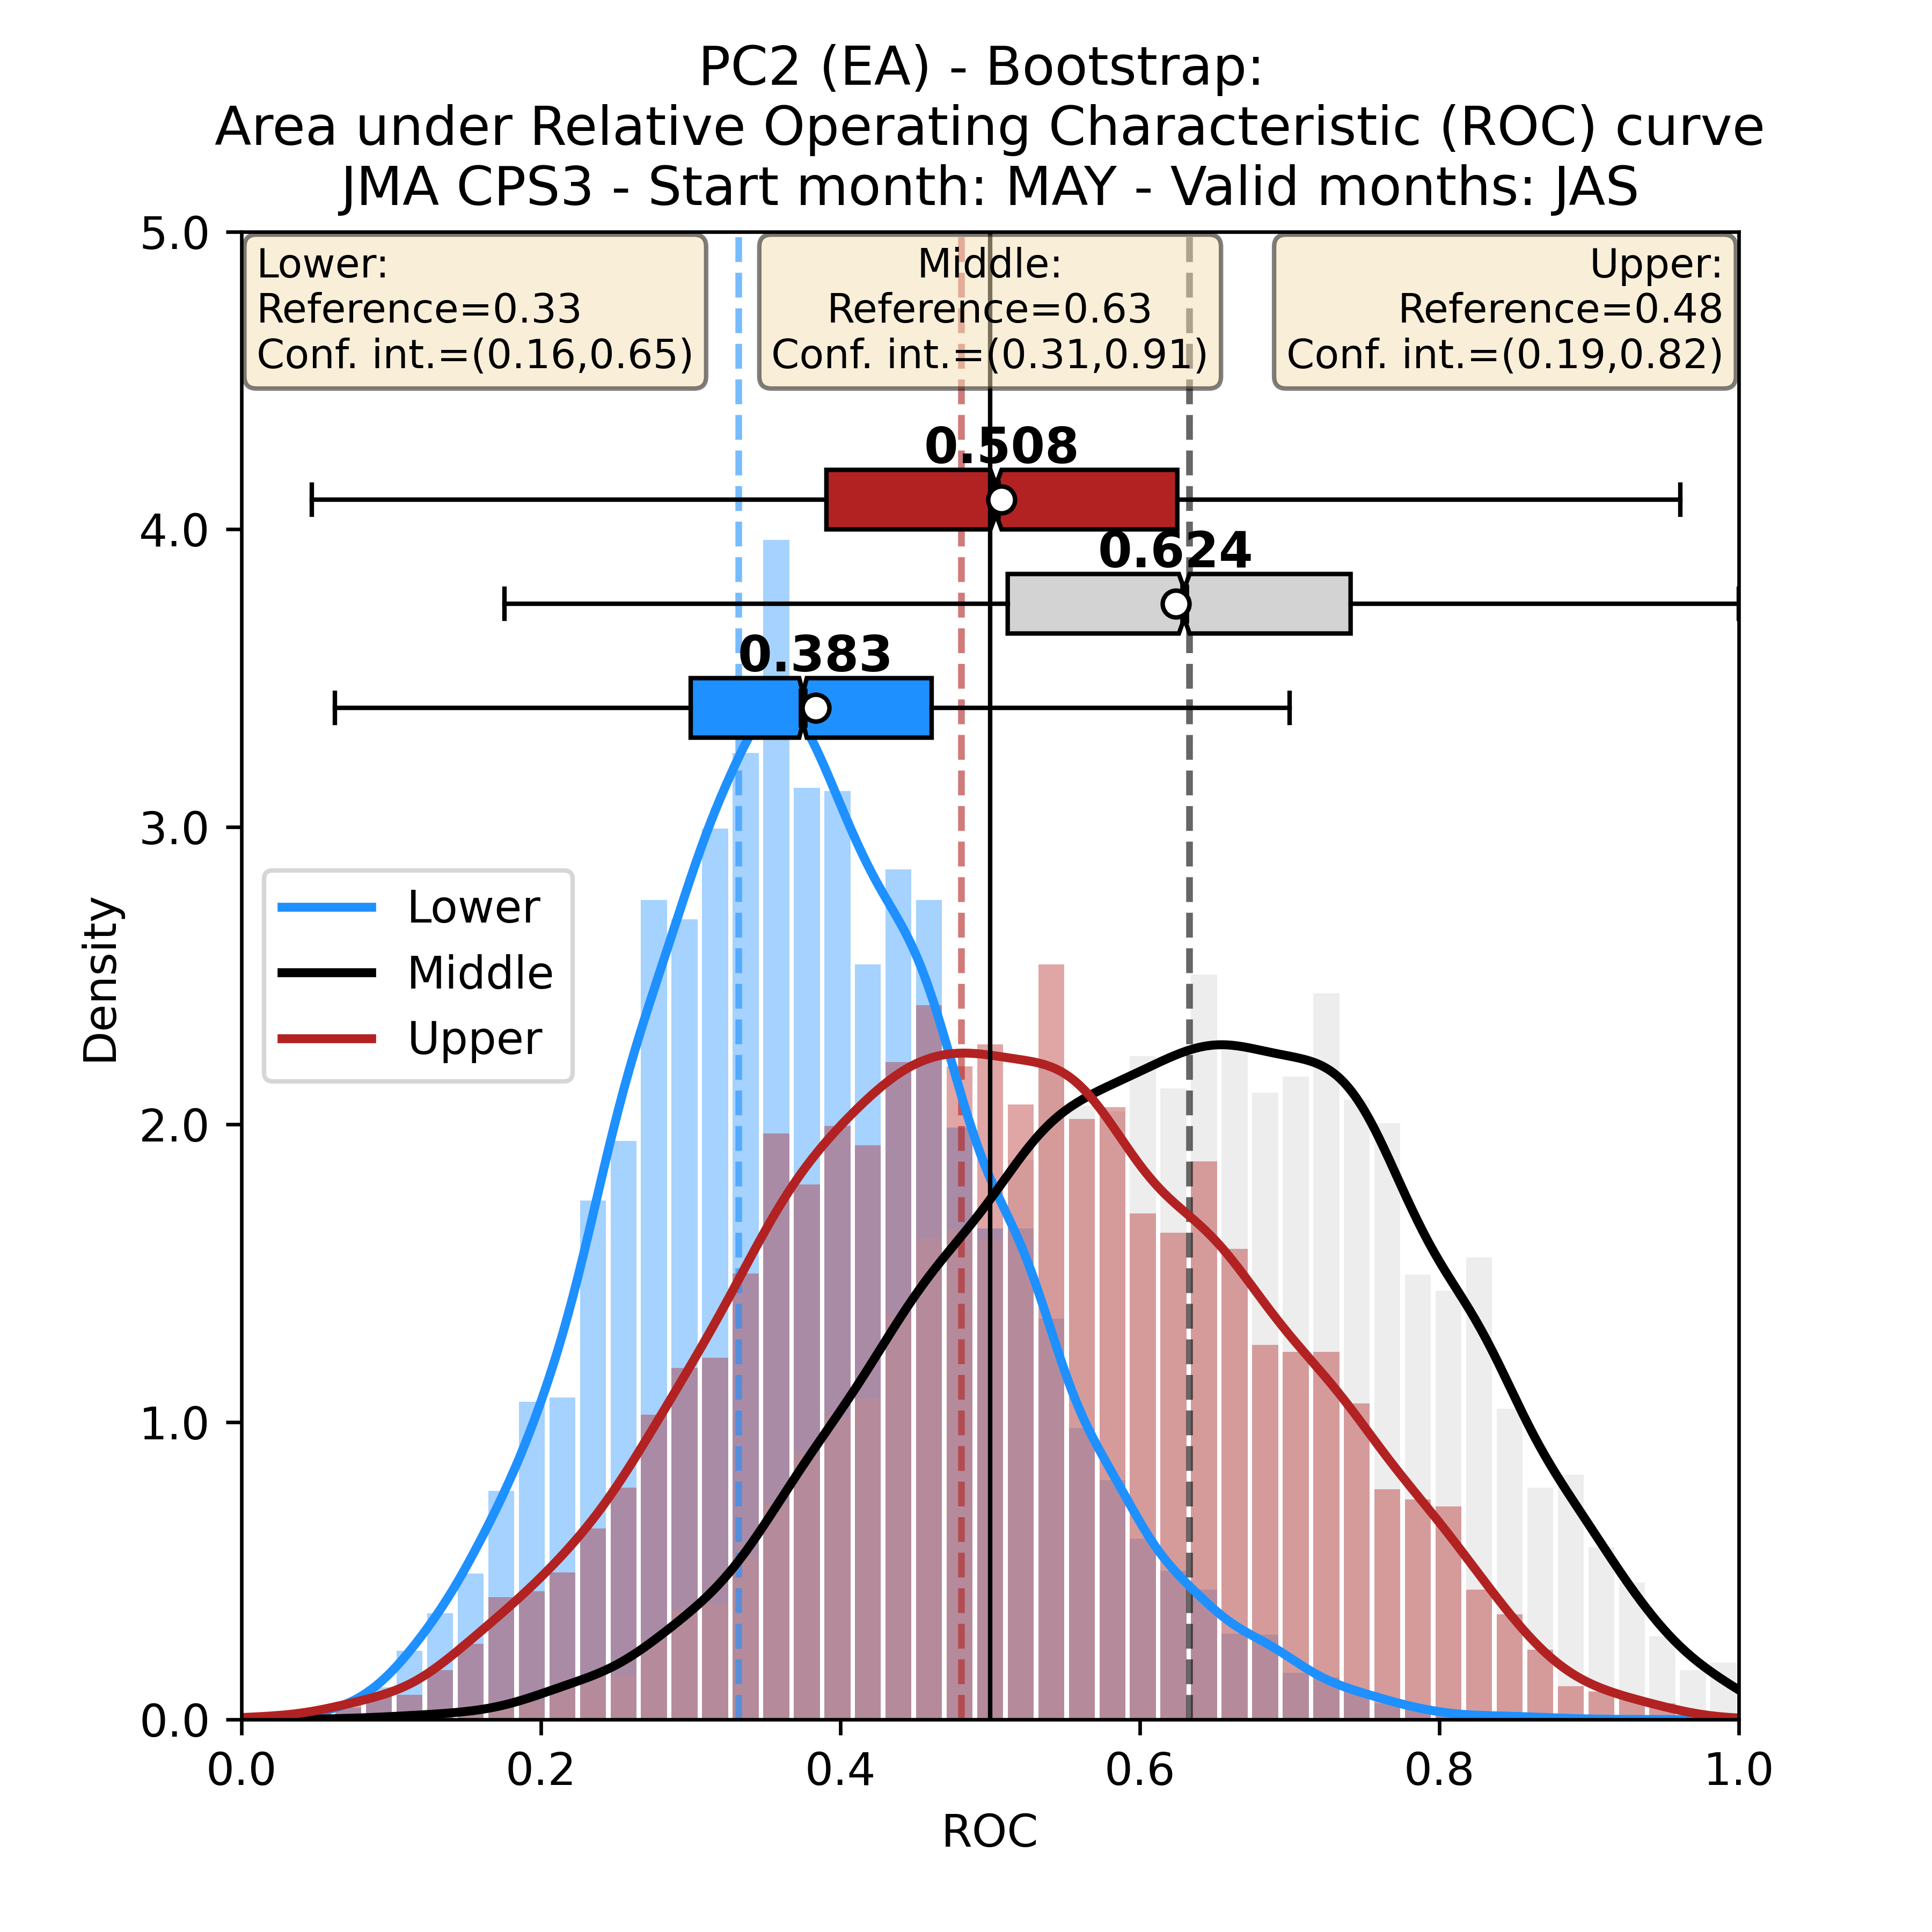 PC2 (EA) - Bootstrap:
Area under Relative Operating Characteristic (ROC) curve
JMA CPS3 - Start month: MAY - Valid months: JAS
Lower:
Reference=0.33
Conf. int.=(0.16,0.65)
Middle:
Reference=0.63
Conf. int.=(0.31,0.91)
Upper:
Reference=0.48
Conf. int.=(0.19,0.82)
0.508
0.624
0.383
Lower
Middle
Upper
Density
5.0
4.0
3.0
2.0
1.0
0.0
0.0 0.2 0.4 0.6 0.8 1.0
ROC